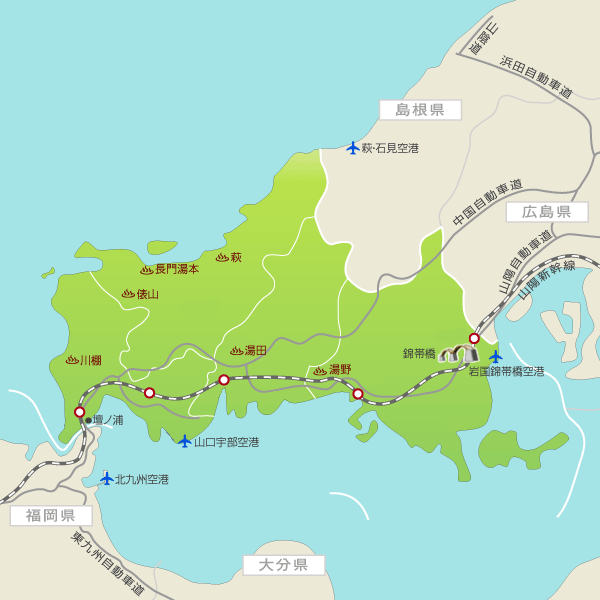 山陰道
浜田自動車道
島根県
萩・石見空港
中国自動車道
広島県
山陽自動車道
山陽新幹線
萩
長門湯本
俵山
湯田
錦帯橋
川棚
湯野
岩国錦帯橋空港
壇ノ浦
山口宇部空港
北九州空港
福岡県
東九州自動車道
大分県